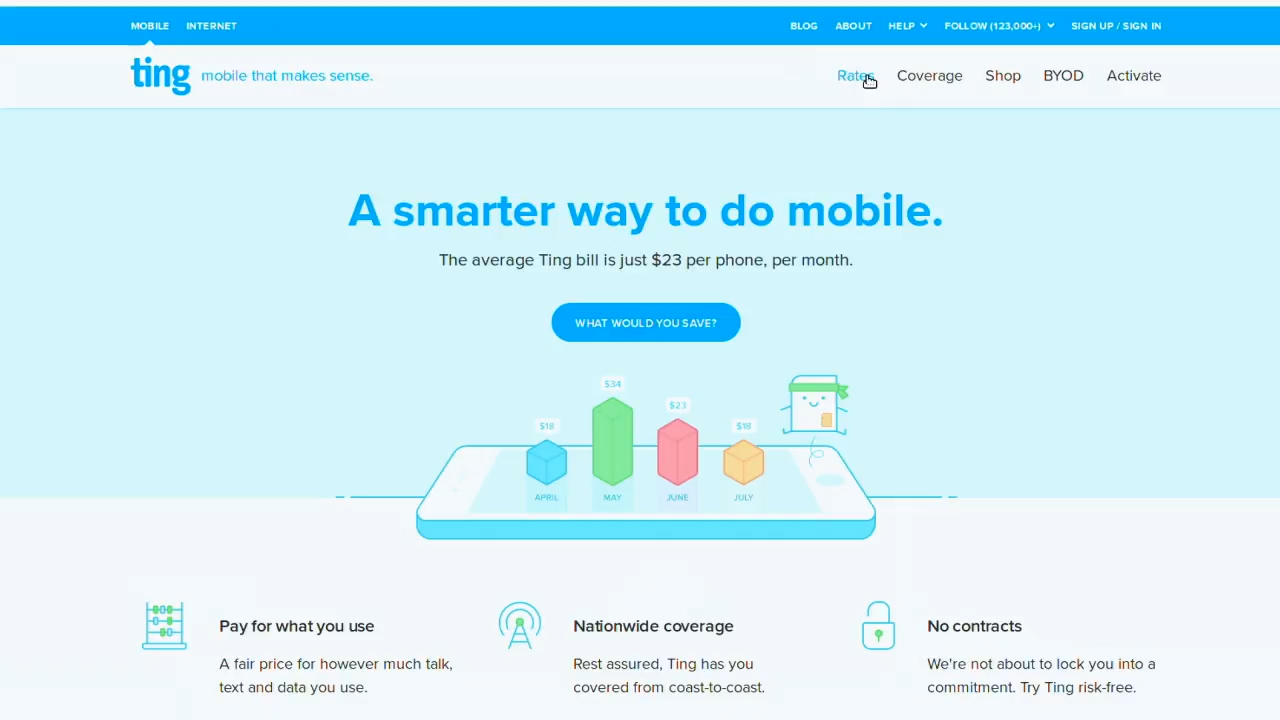 MOBILE INTERNET BLOG ABOUT HELP FOLLOW (123,000+) SIGN UP / SIGN IN
ting mobile that makes sense. Rates Coverage Shop BYOD Activate
A smarter way to do mobile.
The average Ting bill is just $23 per phone, per month.
WHAT WOULD YOU SAVE?
$34
$23
$18 $18
APRIL MAY JUNE JULY
Pay for what you use
A fair price for however much talk,
text and data you use.
Nationwide coverage
Rest assured, Ting has you
covered from coast-to-coast.
No contracts
We're not about to lock you into a
commitment. Try Ting risk-free.